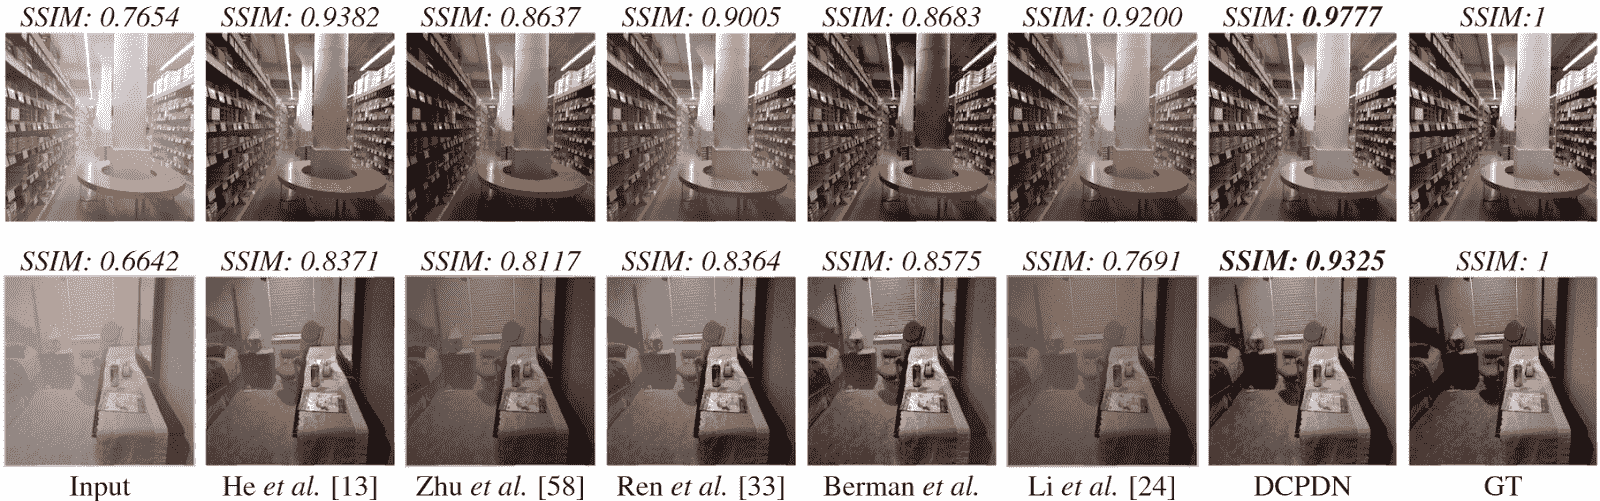 SSIM: 0.7654 SSIM: 0.9382 SSIM: 0.8637 SSIM: 0.9005 SSIM: 0.8683 SSIM: 0.9200 SSIM: 0.9777 SSIM:1
SSIM: 0.6642 SSIM: 0.8371 SSIM: 0.8117 SSIM: 0.8364 SSIM: 0.8575 SSIM: 0.7691 SSIM: 0.9325 SSIM: 1
Input He et al. [13] Zhu et al. [58] Ren et al. [33] Berman et al. Li et al. [24] DCPDN GT